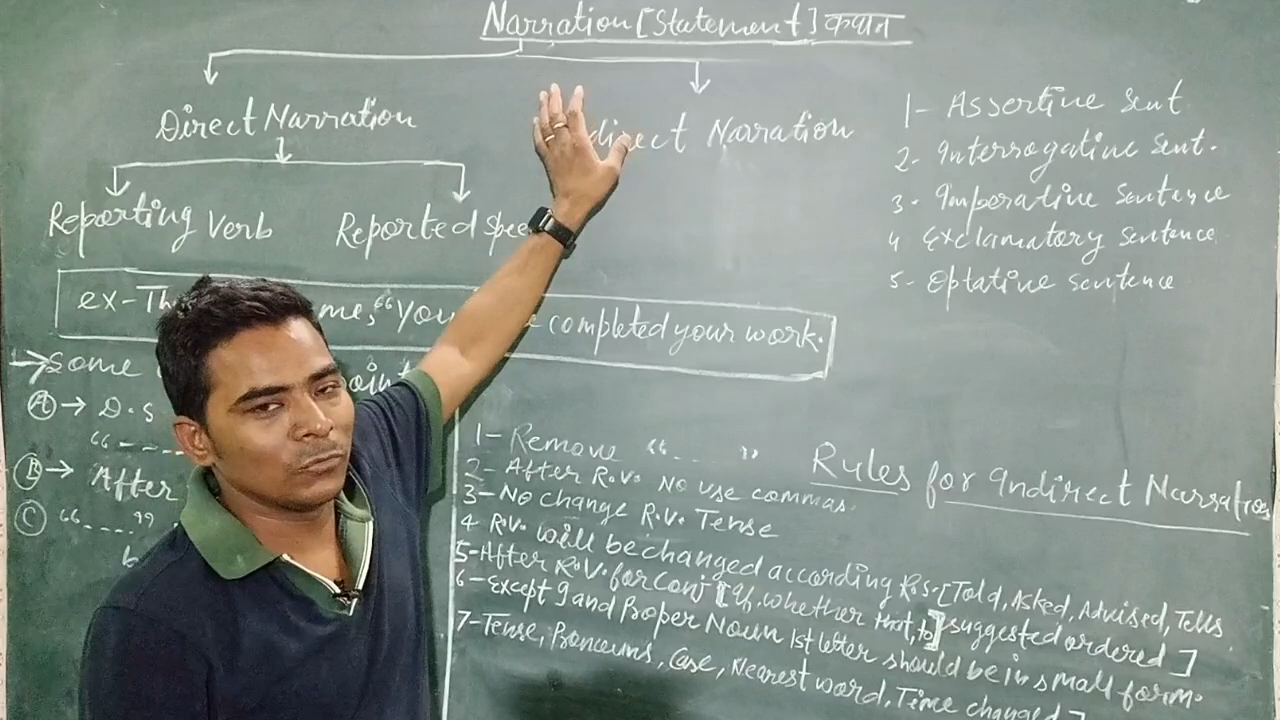 Narration [Statement] कथन
Direct Narration
direct Narration
Reporting Verb
Reported Spee
1- Assertive Sent
2- Interrogative Sent.
3- Imperative Sentence
4 Exclamatory Sentence
5- Optative Sentence
ex- Th me, "You e completed your work.
→ Some oint
(A) → D.S
"----
(B) → After
(C) "----"
b
Rules for Indirect Narration
1- Remove "----"
2- After R.V. No use commas.
3- No change R.V. Tense
4 R.V. will be changed according R.S. [Told, Asked, Advised, Tells
suggested ordered]
5- After R.V. for Conj [If, whether that, to]
6- Except I and Proper Noun 1st letter should be in small form.
7- Tense, Pronouns, Case, Nearest word, Time changed]